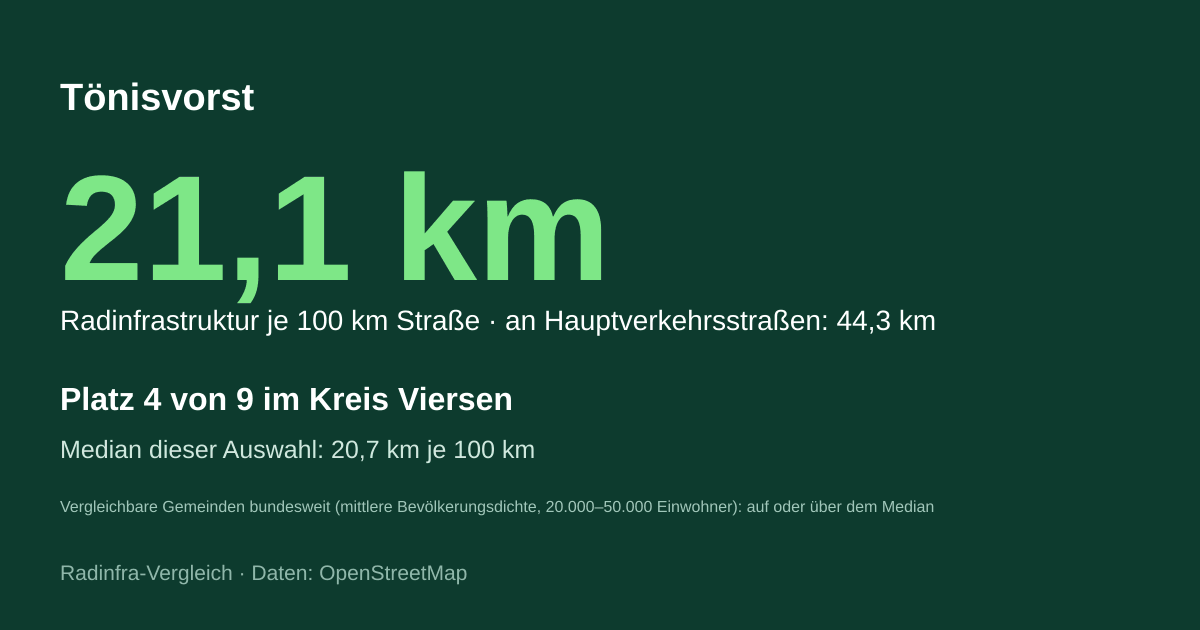 Tönisvorst
21,1 km
Radinfrastruktur je 100 km Straße · an Hauptverkehrsstraßen: 44,3 km
Platz 4 von 9 im Kreis Viersen
Median dieser Auswahl: 20,7 km je 100 km
Vergleichbare Gemeinden bundesweit (mittlere Bevölkerungsdichte, 20.000–50.000 Einwohner): auf oder über dem Median
Radinfra-Vergleich · Daten: OpenStreetMap